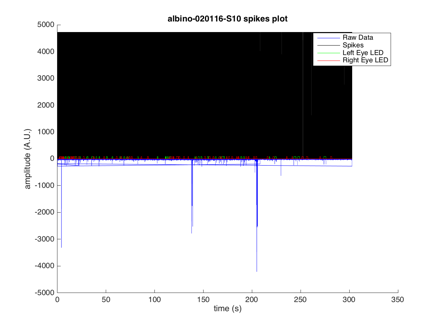 albino-020116-S10 spikes plot
5000
4000
3000
2000
1000
0
-1000
-2000
-3000
-4000
-5000
amplitude (A.U.)
Raw Data
Spikes
Left Eye LED
Right Eye LED
0 50 100 150 200 250 300 350
time (s)